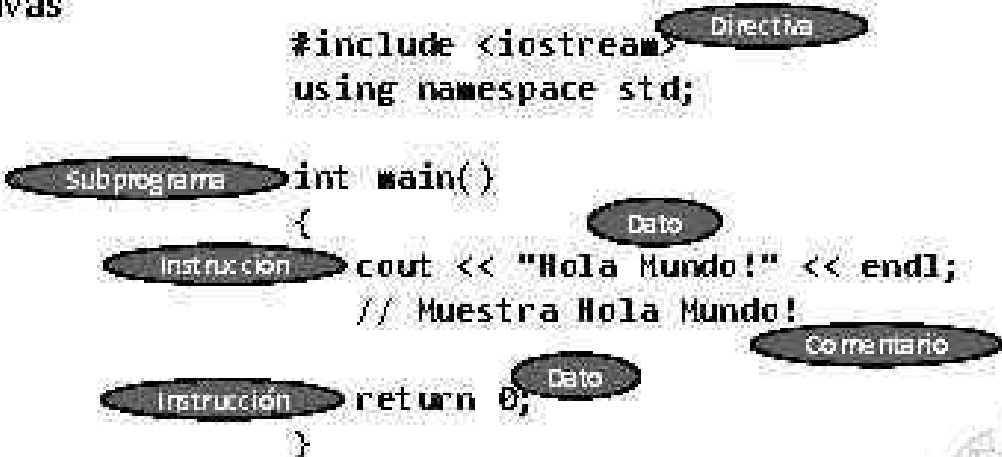 #include <iostream> Directiva
using namespace std;
Subprograma int main()
{ Dato
Instrucción cout << "Hola Mundo!" << endl;
// Muestra Hola Mundo!
Comentario
Dato
Instrucción return 0;
}